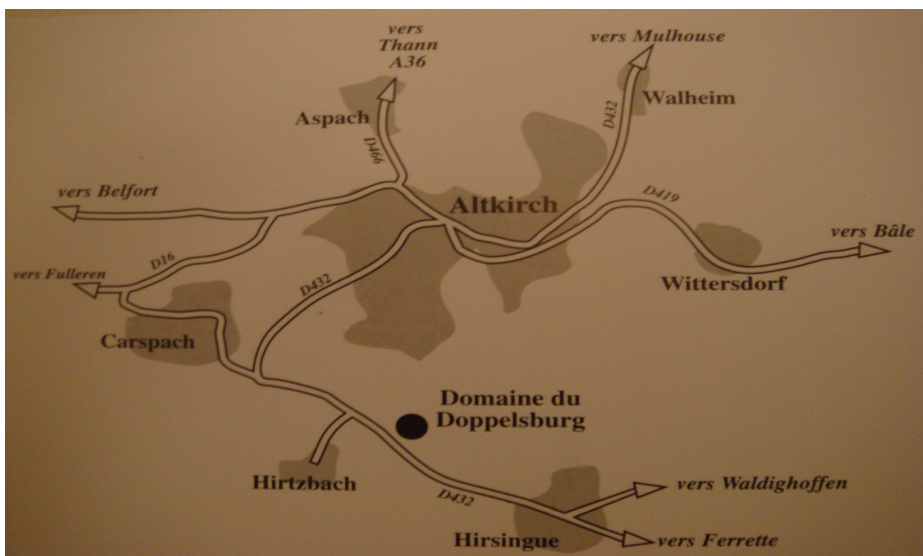 vers
Thann
A36
vers Mulhouse
Walheim
Aspach
D432
D466
vers Belfort
Altkirch
D419
vers Bâle
D16
vers Fulleren
D432
Wittersdorf
Carspach
Domaine du
Doppelsburg
Hirtzbach
D432
vers Waldighoffen
Hirsingue
vers Ferrette